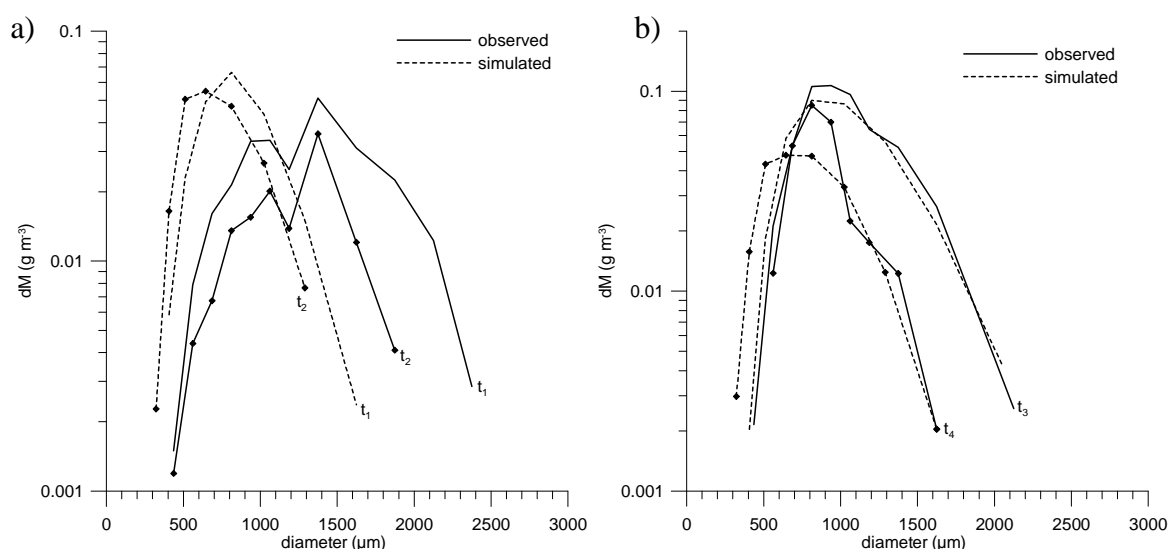 a)
0.1
observed
simulated
0.01
dM (g m⁻³)
t₂
t₂
t₁
t₁
0.001
0 500 1000 1500 2000 2500 3000
diameter (µm)
b)
observed
simulated
0.1
dM (g m⁻³)
0.01
t₃
t₄
0.001
0 500 1000 1500 2000 2500 3000
diameter (µm)